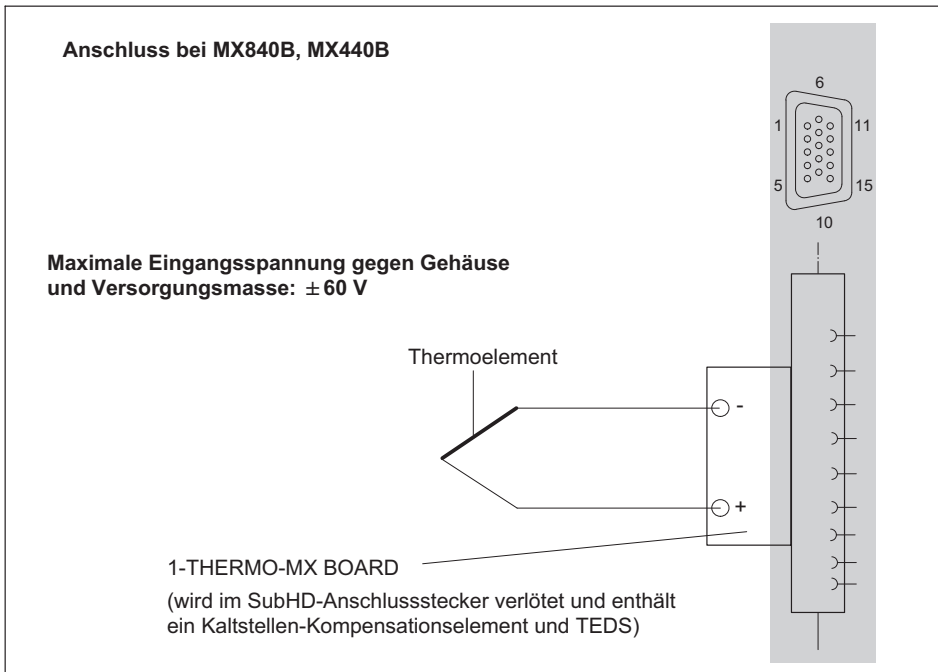 Anschluss bei MX840B, MX440B
6
1
11
5
15
10
Maximale Eingangsspannung gegen Gehäuse
und Versorgungsmasse: ± 60 V
Thermoelement
-
+
1-THERMO-MX BOARD
(wird im SubHD-Anschlussstecker verlötet und enthält
ein Kaltstellen-Kompensationselement und TEDS)